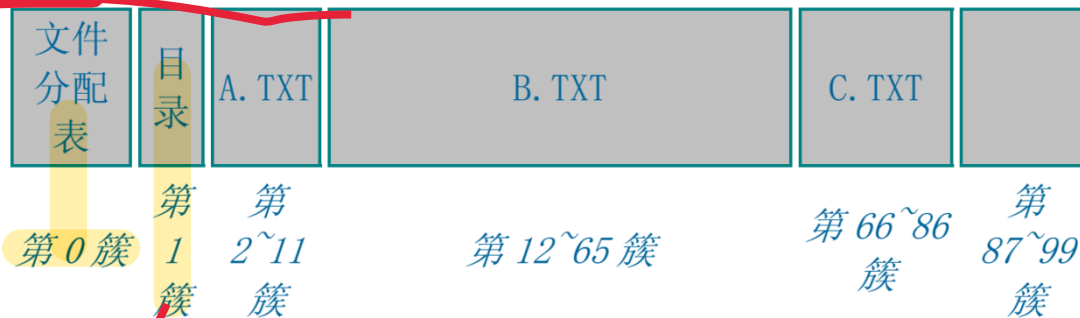 文件
分配
表
目
录
A. TXT
B. TXT
C. TXT
第 0 簇
第
1
簇
第
2~11
簇
第 12~65 簇
第 66~86
簇
第
87~99
簇